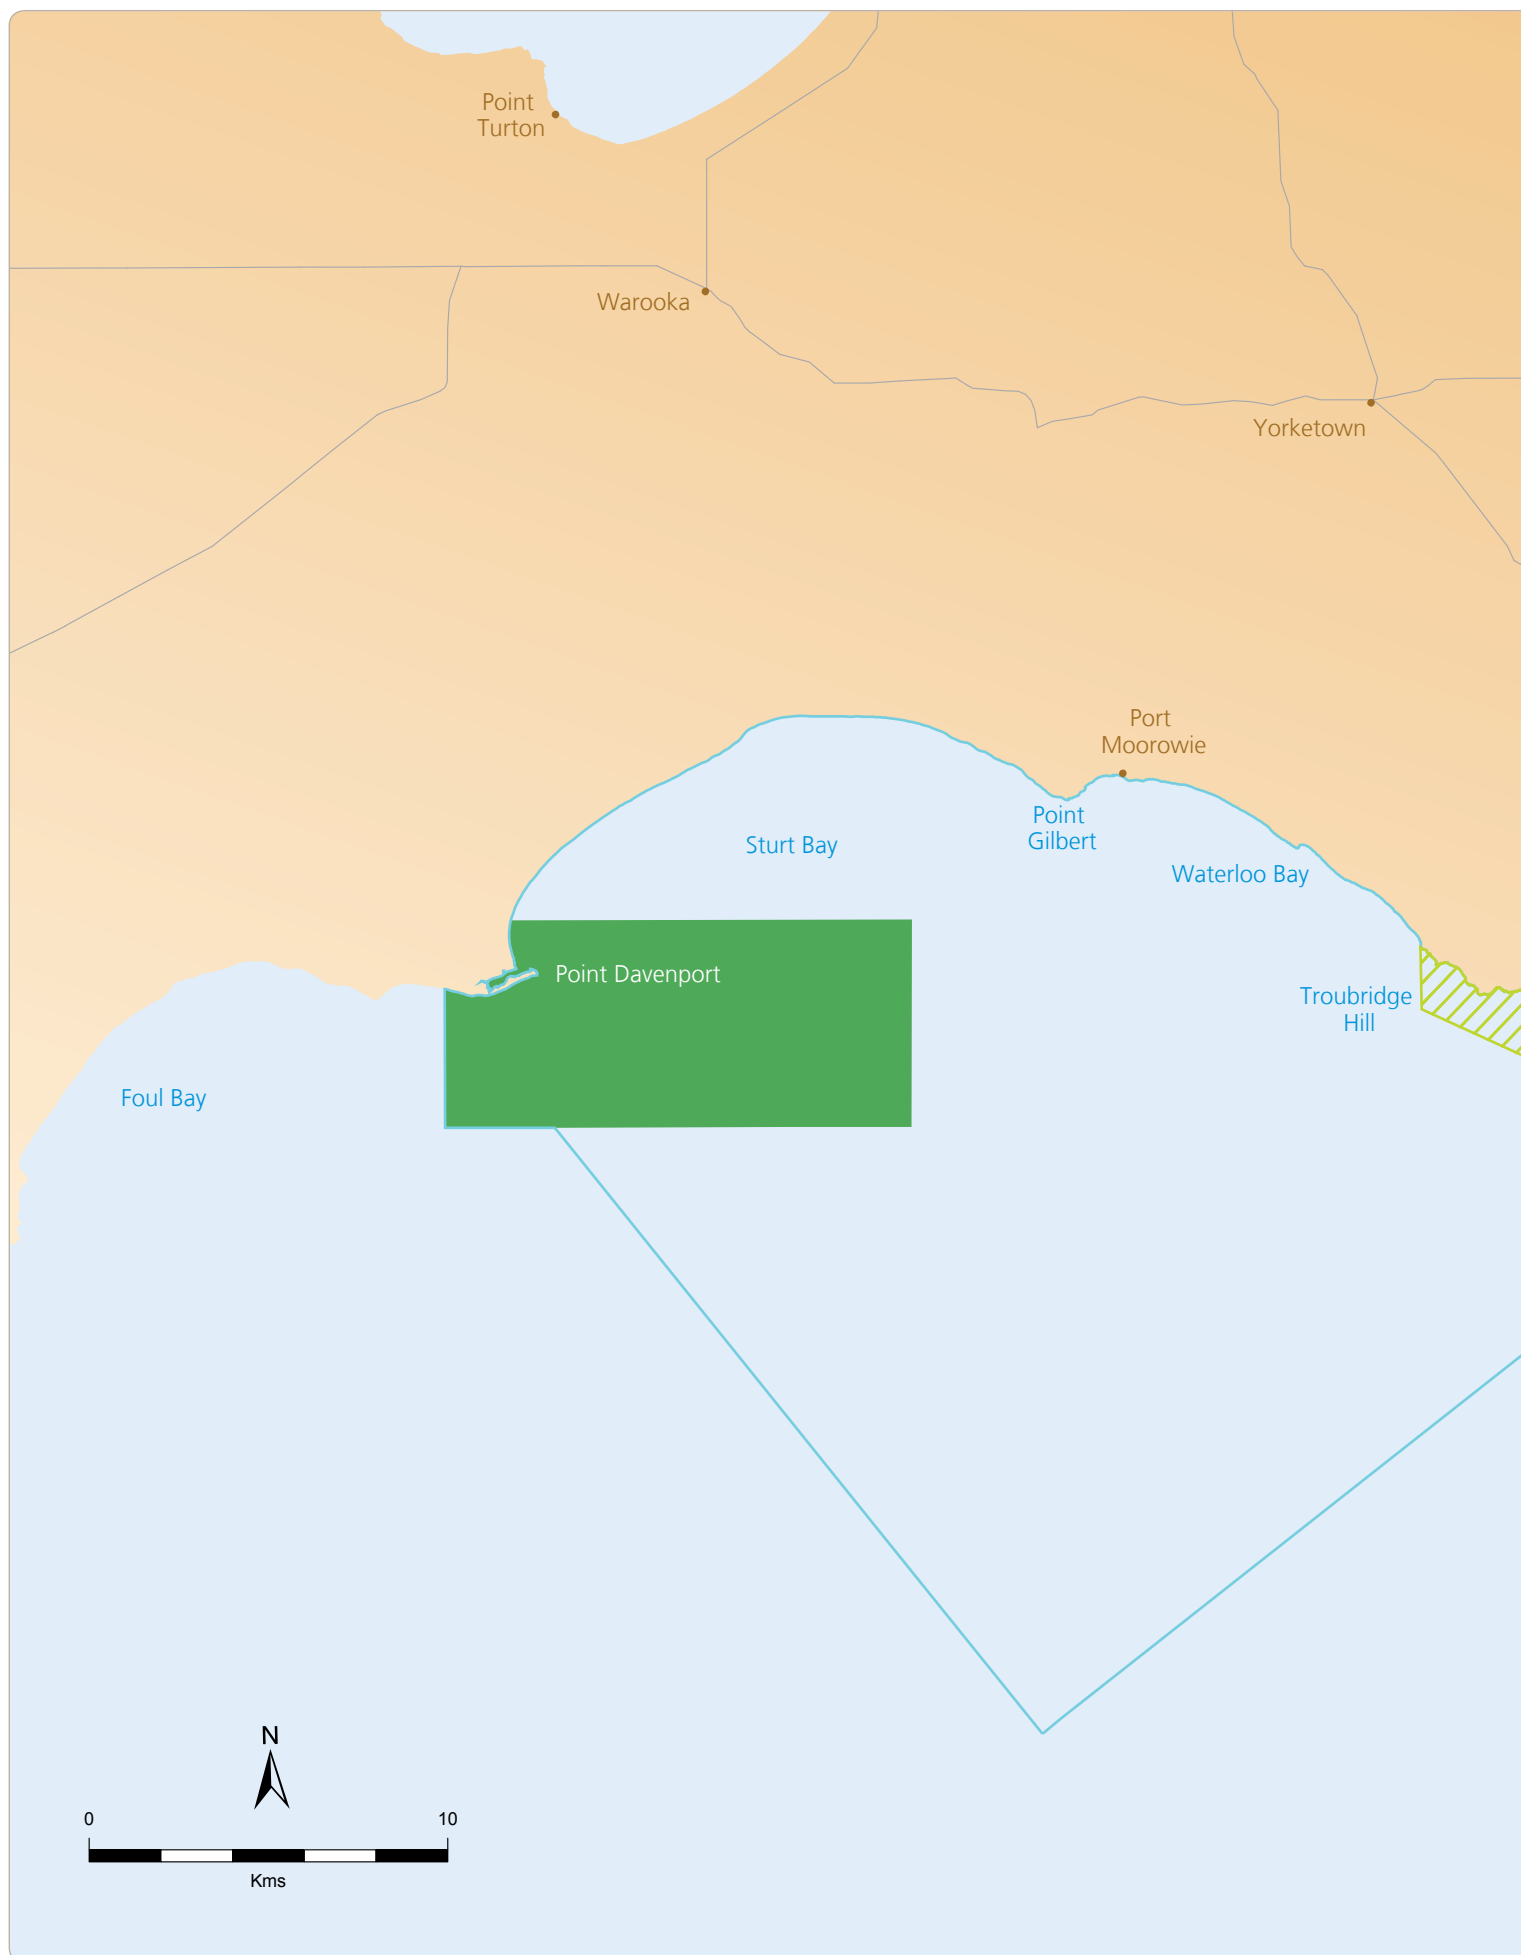 Point
Turton
Warooka
Yorketown
Port
Moorowie
Point
Gilbert
Sturt Bay
Waterloo Bay
Point Davenport
Troubridge
Hill
Foul Bay
N
0 10
Kms